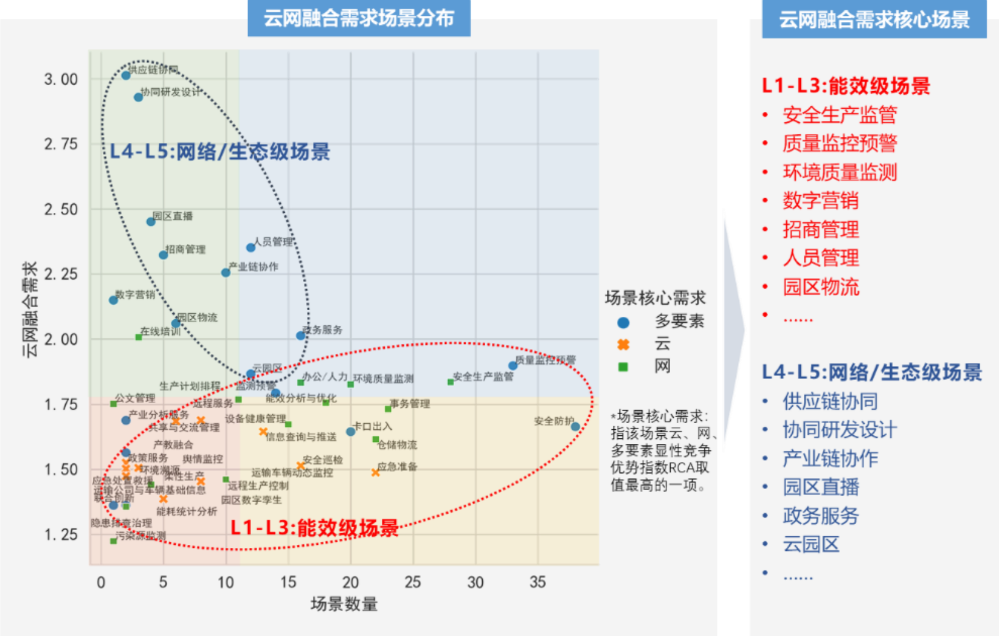 云网融合需求场景分布
云网融合需求核心场景
3.00
2.75
2.50
2.25
2.00
1.75
1.50
1.25
云网融合需求
0 5 10 15 20 25 30 35
场景数量
供应链协同
协同研发设计
L4-L5:网络/生态级场景
园区直播
人员管理
招商管理
产业链协作
数字营销
园区物流
在线培训
政务服务
质量监控预警
云园区
办公/人力
环境质量监测
安全生产监管
生产计划排程
监测预警
公文管理
远程服务
能效分析与优化
事务管理
产业分析服务
设备健康管理
安全防护
共享与交流管理
卡口出入
信息查询与推送
产教融合
仓储物流
政策服务
舆情监控
安全巡检
环境溯源
柔性生产
运输车辆动态监控
应急准备
应急处置救援
远程生产控制
运输公司与车辆基础信息
联合创新
园区数字孪生
能耗统计分析
隐患排查治理
L1-L3:能效级场景
污染源监测
场景核心需求
多要素
云
网
*场景核心需求：
指该场景云、网、
多要素显性竞争
优势指数RCA取
值最高的一项。
L1-L3:能效级场景
• 安全生产监管
• 质量监控预警
• 环境质量监测
• 数字营销
• 招商管理
• 人员管理
• 园区物流
• ……
L4-L5:网络/生态级场景
• 供应链协同
• 协同研发设计
• 产业链协作
• 园区直播
• 政务服务
• 云园区
• ……